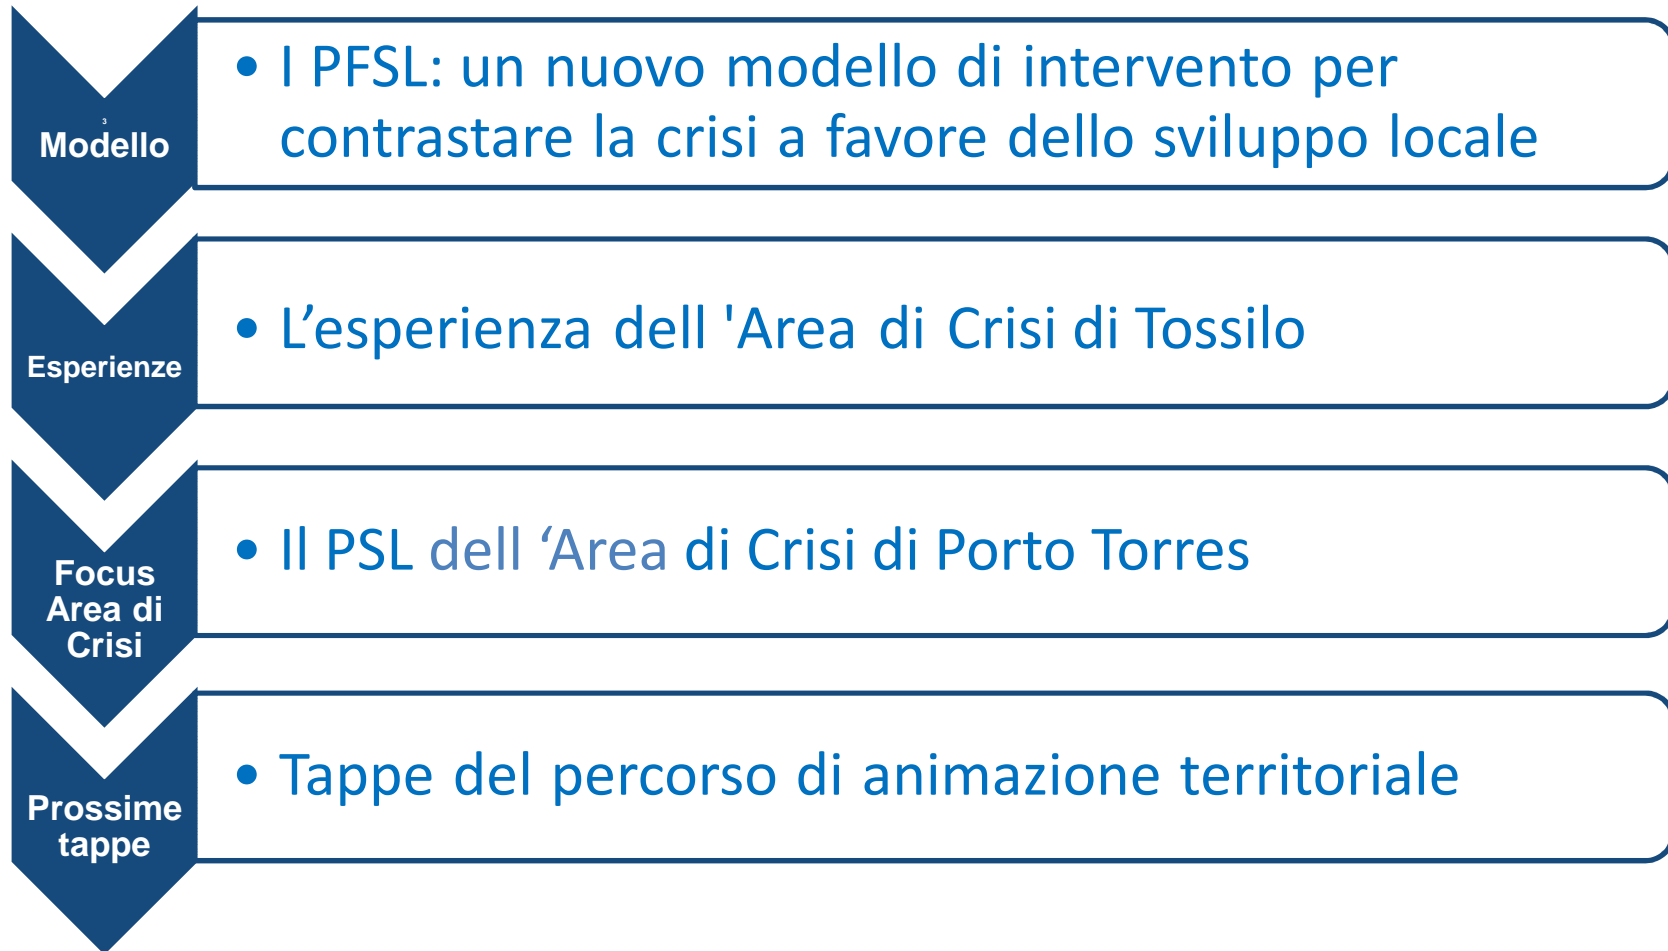 3
Modello
• I PFSL: un nuovo modello di intervento per
contrastare la crisi a favore dello sviluppo locale
Esperienze
• L’esperienza dell 'Area di Crisi di Tossilo
Focus
Area di
Crisi
• Il PSL dell ‘Area di Crisi di Porto Torres
Prossime
tappe
• Tappe del percorso di animazione territoriale